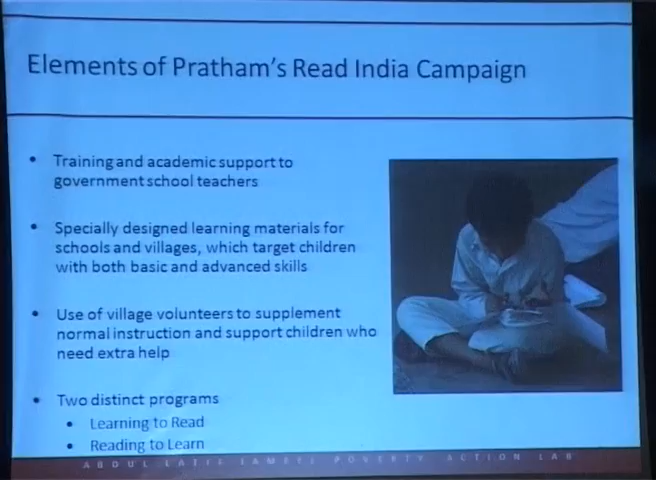 Elements of Pratham's Read India Campaign
• Training and academic support to
government school teachers
• Specially designed learning materials for
schools and villages, which target children
with both basic and advanced skills
• Use of village volunteers to supplement
normal instruction and support children who
need extra help
• Two distinct programs
• Learning to Read
• Reading to Learn
ABDUL LATIF JAMEEL POVERTY ACTION LAB